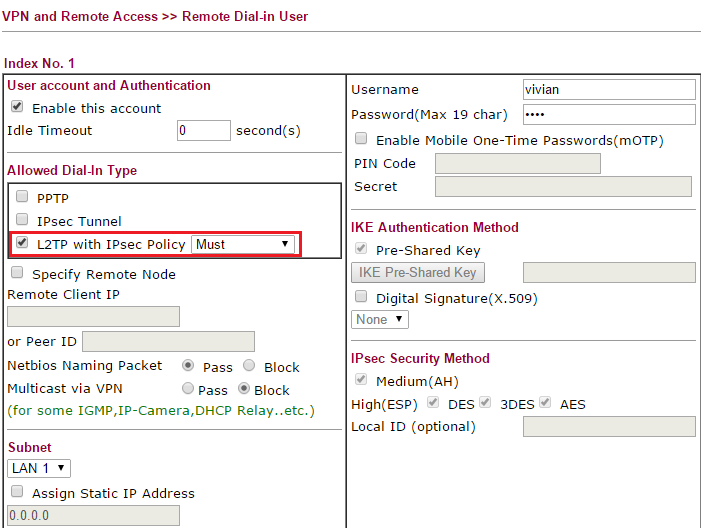 VPN and Remote Access >> Remote Dial-in User
Index No. 1
User account and Authentication
Enable this account
Idle Timeout 0 second(s)
Allowed Dial-In Type
PPTP
IPsec Tunnel
L2TP with IPsec Policy Must
Specify Remote Node
Remote Client IP
or Peer ID
Netbios Naming Packet Pass Block
Multicast via VPN Pass Block
(for some IGMP,IP-Camera,DHCP Relay..etc.)
Subnet
LAN 1
Assign Static IP Address
0.0.0.0
Username vivian
Password(Max 19 char) ••••
Enable Mobile One-Time Passwords(mOTP)
PIN Code
Secret
IKE Authentication Method
Pre-Shared Key
IKE Pre-Shared Key
Digital Signature(X.509)
None
IPsec Security Method
Medium(AH)
High(ESP) DES 3DES AES
Local ID (optional)